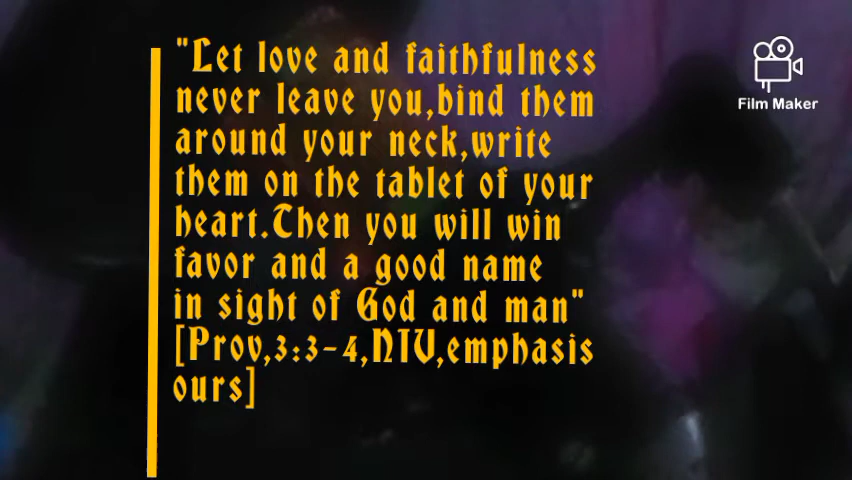 "Let love and faithfulness
never leave you,bind them
around your neck,write
them on the tablet of your
heart.Then you will win
favor and a good name
in sight of God and man"
[Prov,3:3-4,NIV,emphasis
ours]
Film Maker